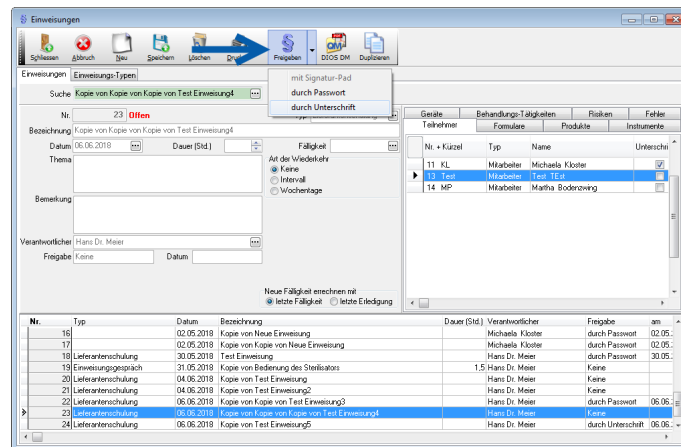 Einweisungen
Schliessen Abbruch Neu Speichern Löschen Freigeben DIOS DM Duplizieren
Einweisungen Einweisungs-Typen
mit Signatur-Pad
durch Passwort
durch Unterschrift
Suche Kopie von Kopie von Kopie von Test Einweisung4
Nr. 23 Offen
Bezeichnung Kopie von Kopie von Kopie von Test Einweisung4
Datum 06.06.2018 Dauer (Std.) Fälligkeit
Thema Art der Wiederkehr
Keine
Intervall
Wochentage
Bemerkung
Verantwortlicher Hans Dr. Meier
Freigabe Keine Datum
Neue Fälligkeit errechnen mit
letzte Fälligkeit letzte Erledigung
Geräte Behandlungs-Tätigkeiten Risiken Fehler
Teilnehmer Formulare Produkte Instrumente
Nr. + Kürzel Typ Name Unterschri
11 KL Mitarbeiter Michaela Kloster
13 Test Mitarbeiter Test TEst
14 MP Mitarbeiter Martha Bodenzwing
Nr. Typ Datum Bezeichnung Dauer (Std.) Verantwortlicher Freigabe am
16 02.05.2018 Kopie von Neue Einweisung Michaela Kloster durch Passwort 02.05.
17 02.05.2018 Kopie von Kopie von Neue Einweisung Michaela Kloster durch Passwort 02.05.
18 Lieferantenschulung 30.05.2018 Test Einweisung Hans Dr. Meier durch Passwort 30.05.
19 Einweisungsgespräch 31.05.2018 Kopie von Bedienung des Sterilisators 1,5 Hans Dr. Meier Keine
20 Lieferantenschulung 04.06.2018 Kopie von Test Einweisung Hans Dr. Meier Keine
21 Lieferantenschulung 04.06.2018 Kopie von Test Einweisung2 Hans Dr. Meier Keine
22 Lieferantenschulung 06.06.2018 Kopie von Kopie von Test Einweisung3 Hans Dr. Meier durch Passwort 06.06.
23 Lieferantenschulung 06.06.2018 Kopie von Kopie von Kopie von Test Einweisung4 Hans Dr. Meier Keine
24 Lieferantenschulung 06.06.2018 Kopie von Test Einweisung5 Hans Dr. Meier durch Unterschrift 06.06.